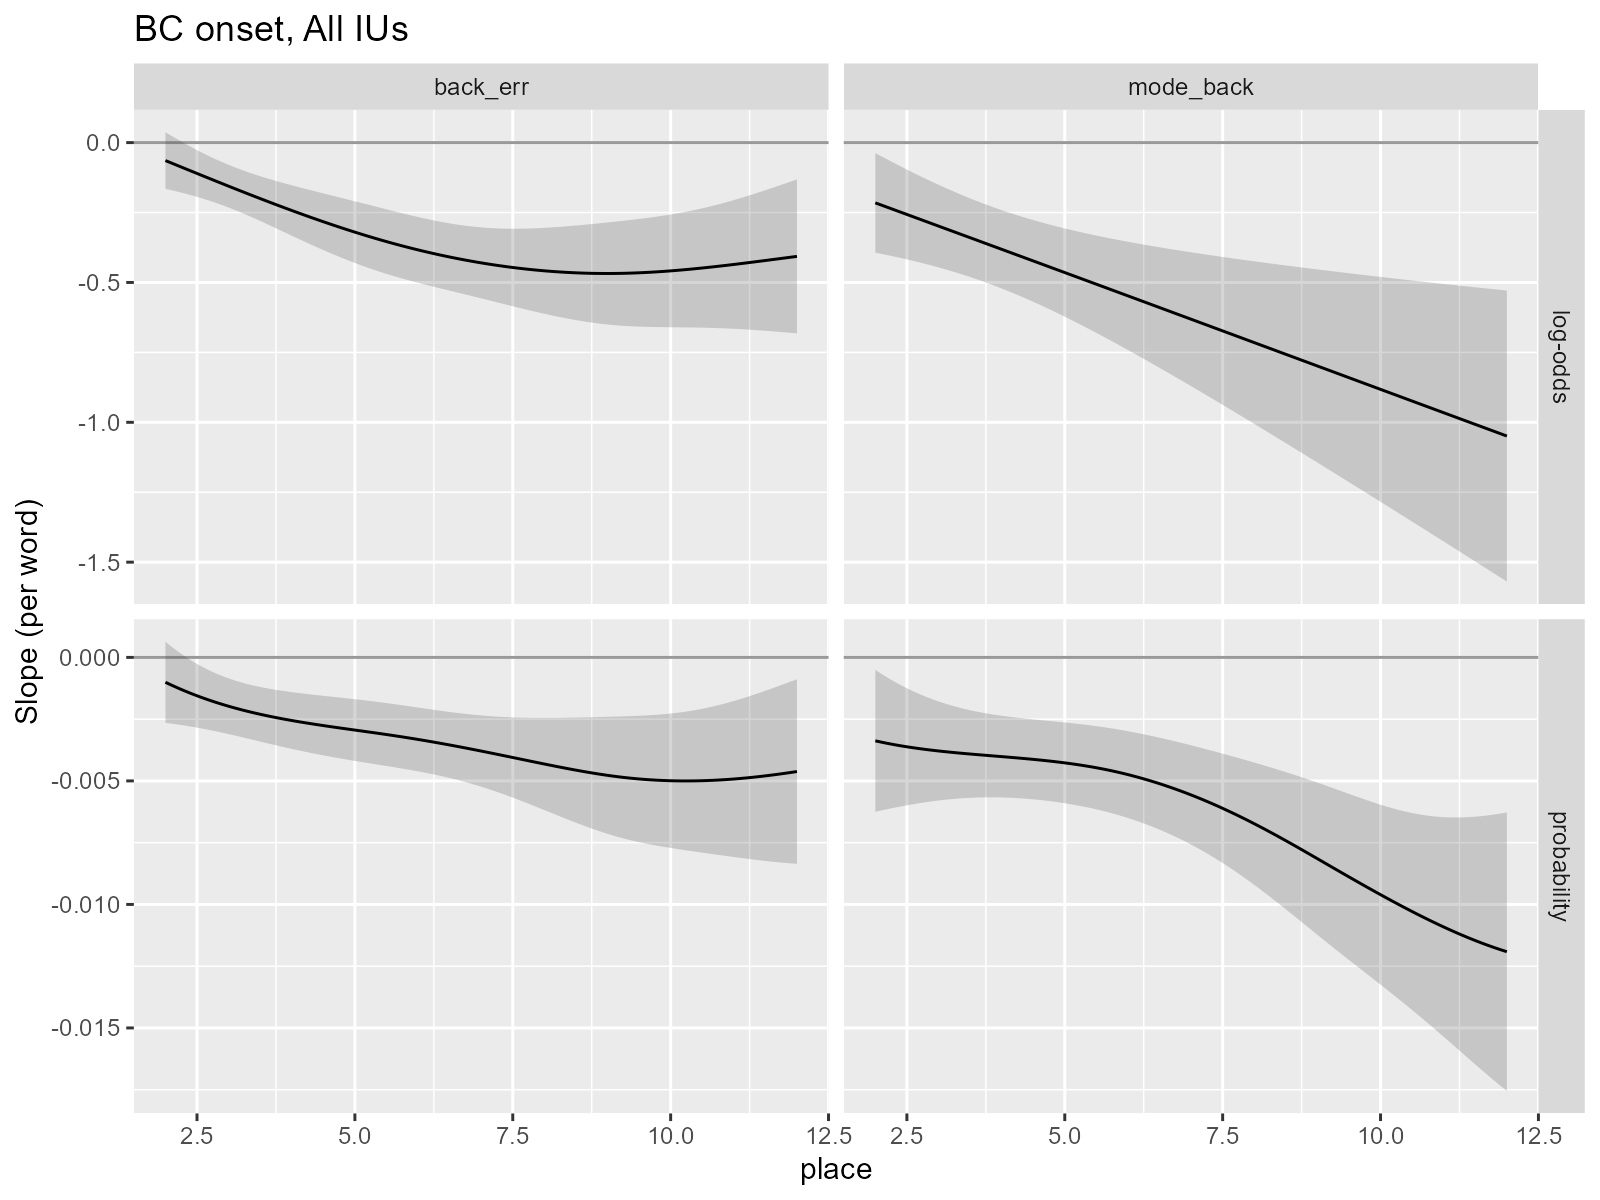 BC onset, All IUs
back_err
mode_back
0.0
-0.5
-1.0
-1.5
log-odds
Slope (per word)
0.000
-0.005
-0.010
-0.015
probability
2.5 5.0 7.5 10.0 12.5 2.5 5.0 7.5 10.0 12.5
place